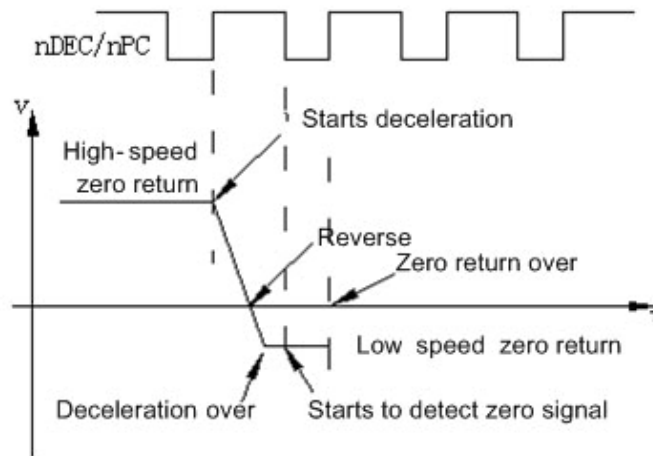 nDEC/nPC
v
Starts deceleration
High-speed
zero return
Reverse
Zero return over
Low speed zero return
Deceleration over
Starts to detect zero signal